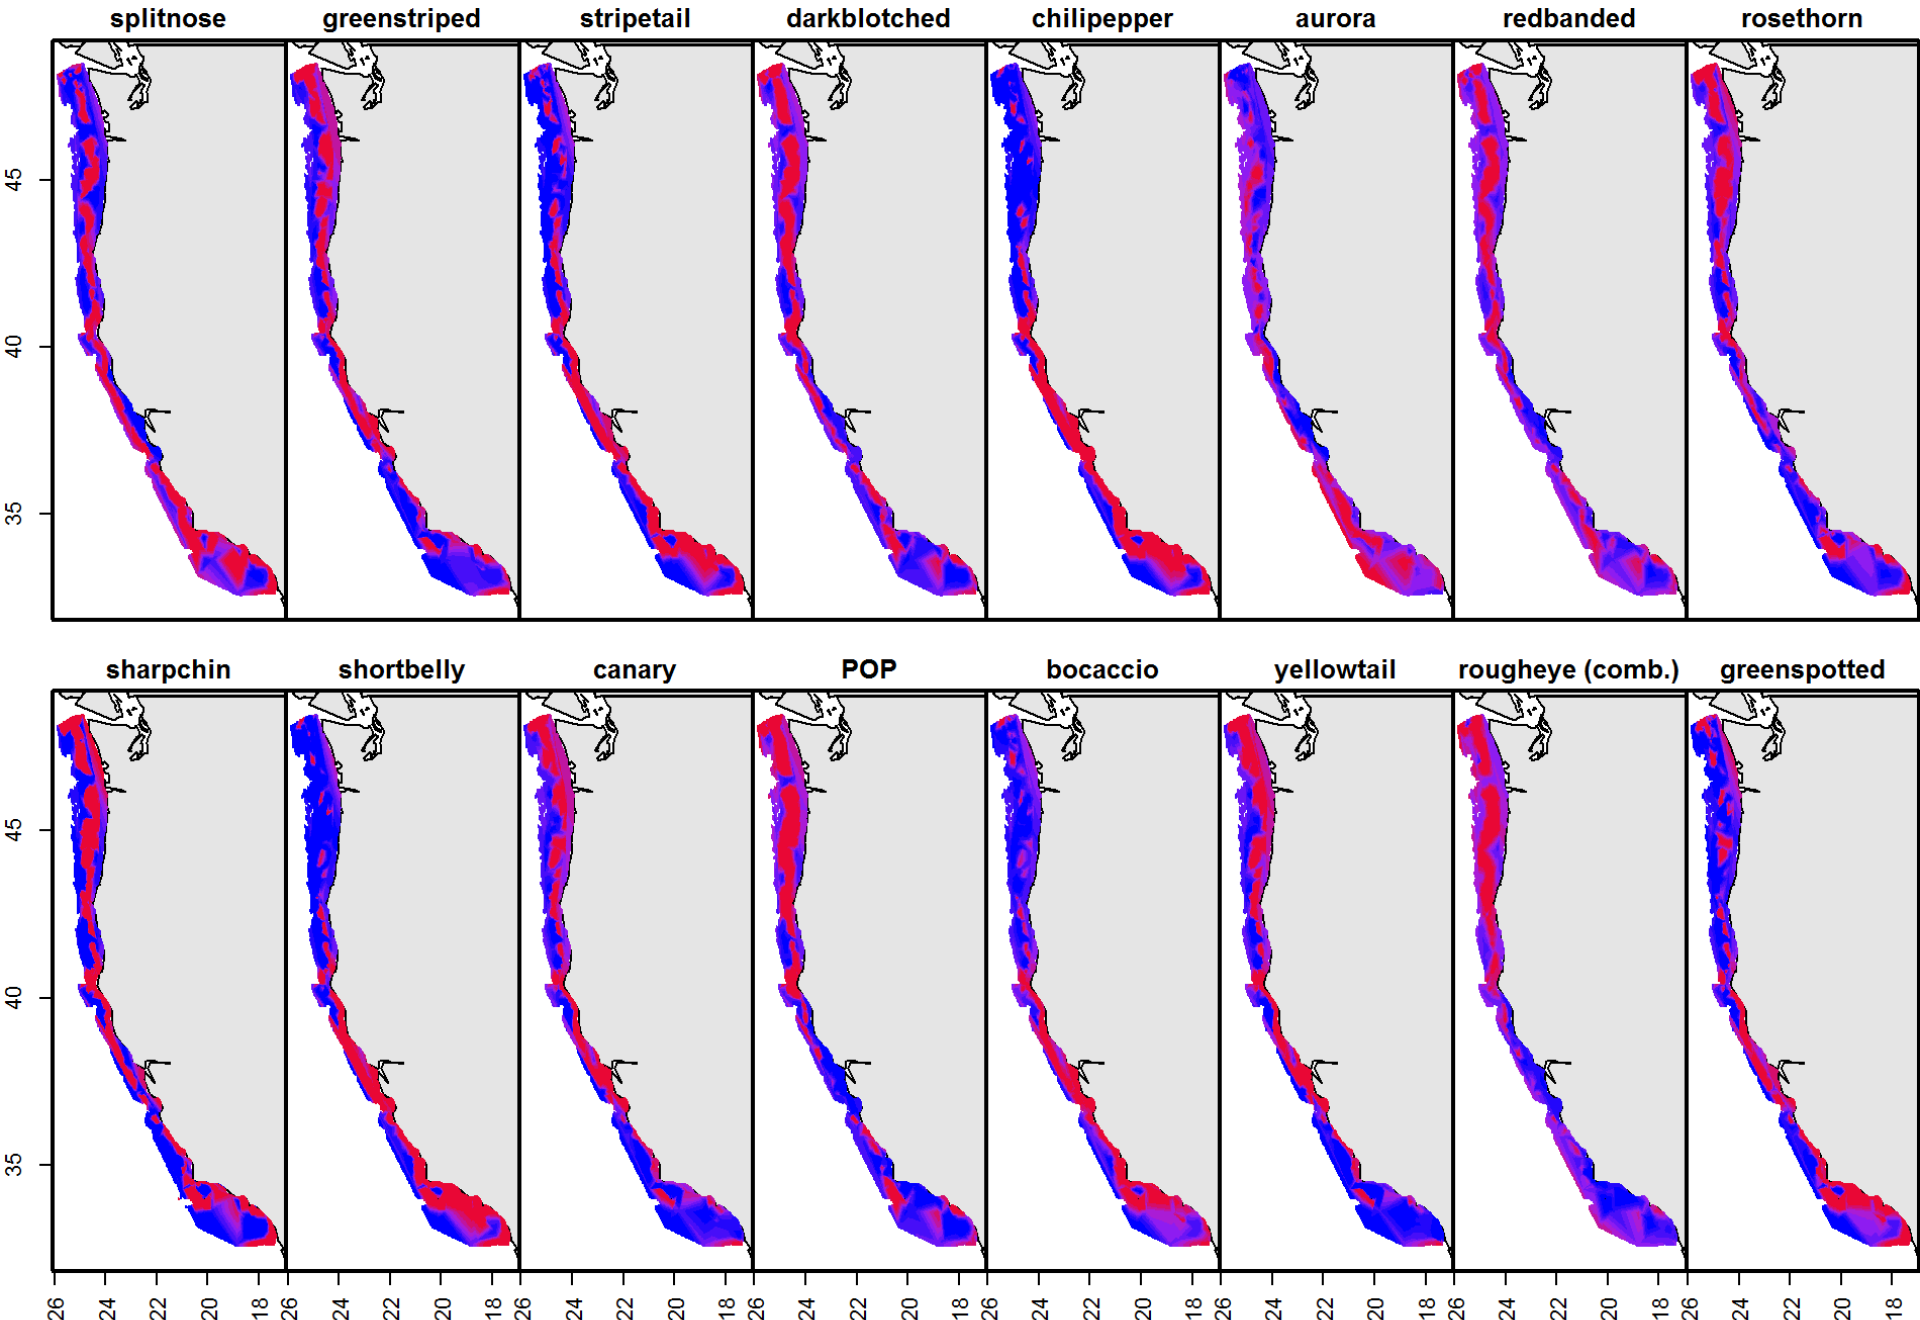 splitnose greenstriped stripetail darkblotched chilipepper aurora redbanded rosethorn
45
40
35
sharpchin shortbelly canary POP bocaccio yellowtail rougheye (comb.) greenspotted
45
40
35
26 24 22 20 18 26 24 22 20 18 26 24 22 20 18 26 24 22 20 18 26 24 22 20 18 26 24 22 20 18 26 24 22 20 18 26 24 22 20 18